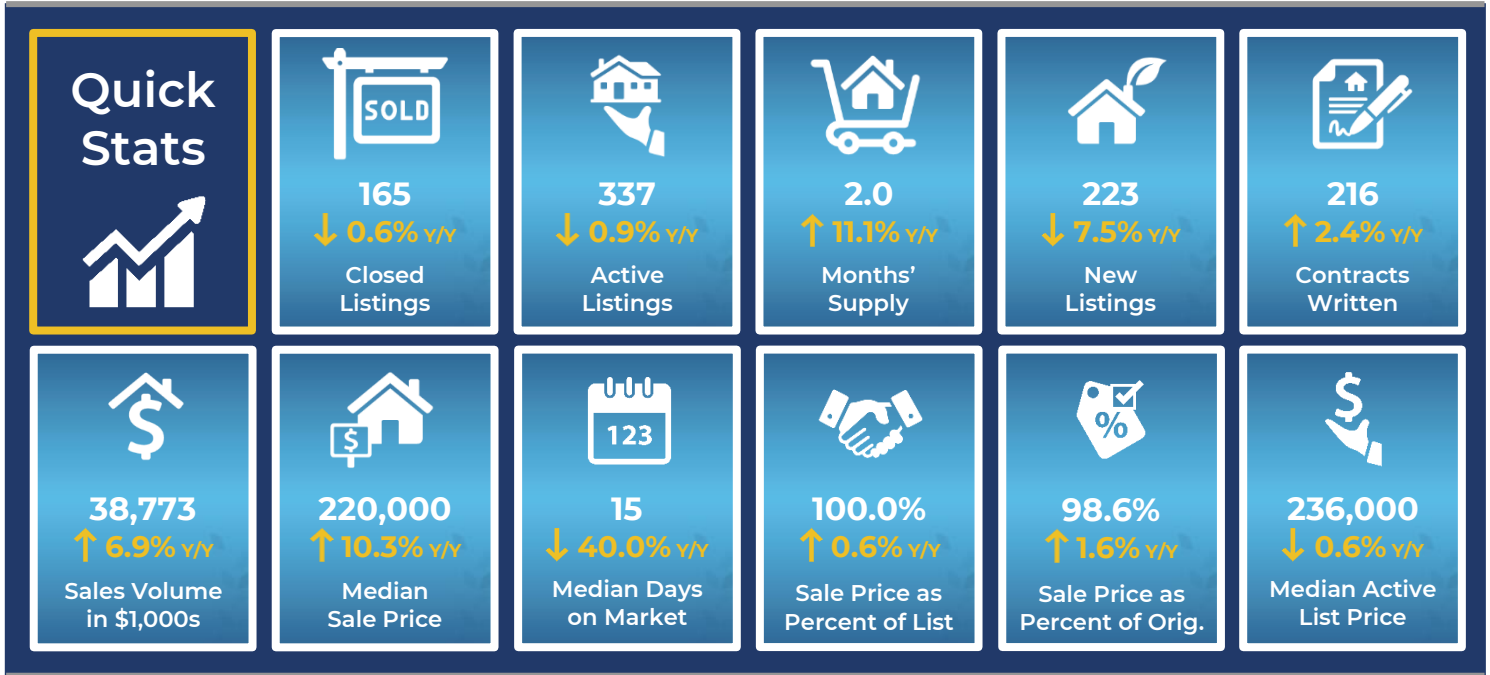 Quick
Stats
SOLD
165
↓ 0.6% Y/Y
Closed
Listings
337
↓ 0.9% Y/Y
Active
Listings
2.0
↑ 11.1% Y/Y
Months’
Supply
223
↓ 7.5% Y/Y
New
Listings
216
↑ 2.4% Y/Y
Contracts
Written
$
38,773
↑ 6.9% Y/Y
Sales Volume
in $1,000s
$
220,000
↑ 10.3% Y/Y
Median
Sale Price
123
15
↓ 40.0% Y/Y
Median Days
on Market
100.0%
↑ 0.6% Y/Y
Sale Price as
Percent of List
%
98.6%
↑ 1.6% Y/Y
Sale Price as
Percent of Orig.
$
236,000
↓ 0.6% Y/Y
Median Active
List Price